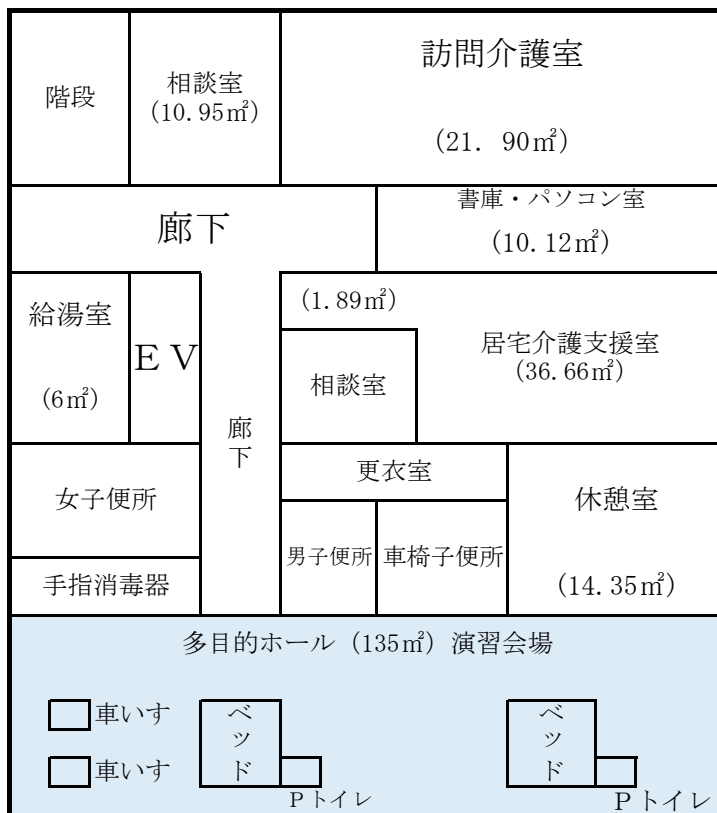 階段
相談室
(10.95㎡)
訪問介護室
(21. 90㎡)
廊下
書庫・パソコン室
(10.12㎡)
給湯室
(6㎡)
ＥＶ
廊
下
(1.89㎡)
相談室
居宅介護支援室
(36.66㎡)
女子便所
手指消毒器
更衣室
男子便所
車椅子便所
休憩室
(14.35㎡)
多目的ホール (135㎡) 演習会場
車いす
車いす
ベッド
Ｐトイレ
ベッド
Ｐトイレ